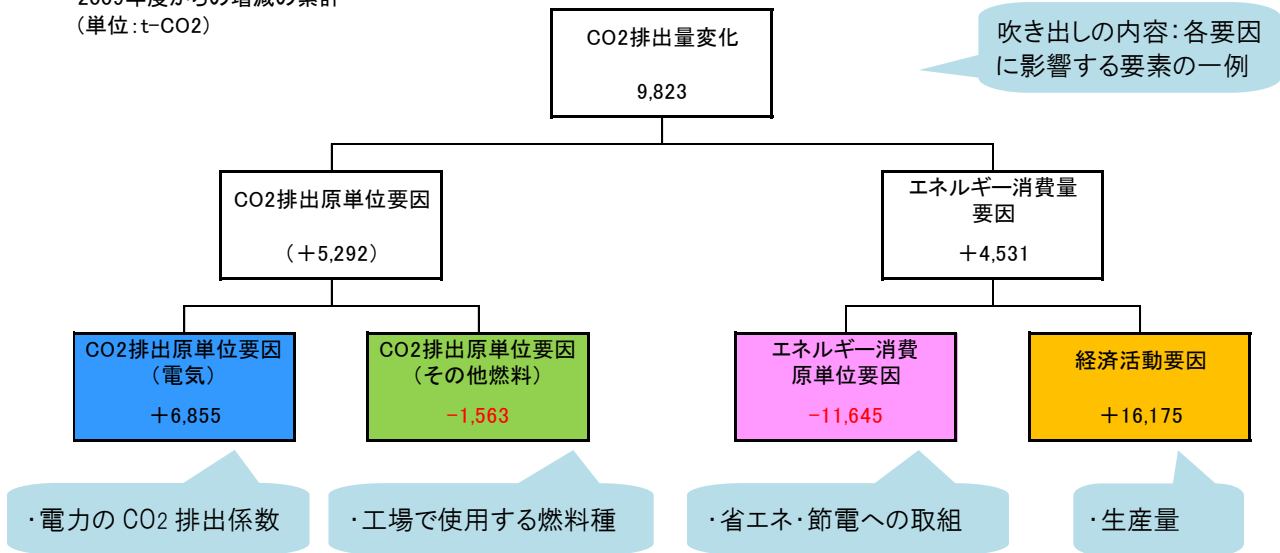 (単位:t-CO2)
CO2排出量変化
9,823
吹き出しの内容:各要因
に影響する要素の一例
CO2排出原単位要因
(+5,292)
エネルギー消費量
要因
+4,531
CO2排出原単位要因
(電気)
+6,855
CO2排出原単位要因
(その他燃料)
-1,563
エネルギー消費
原単位要因
-11,645
経済活動要因
+16,175
・電力の CO2 排出係数
・工場で使用する燃料種
・省エネ・節電への取組
・生産量